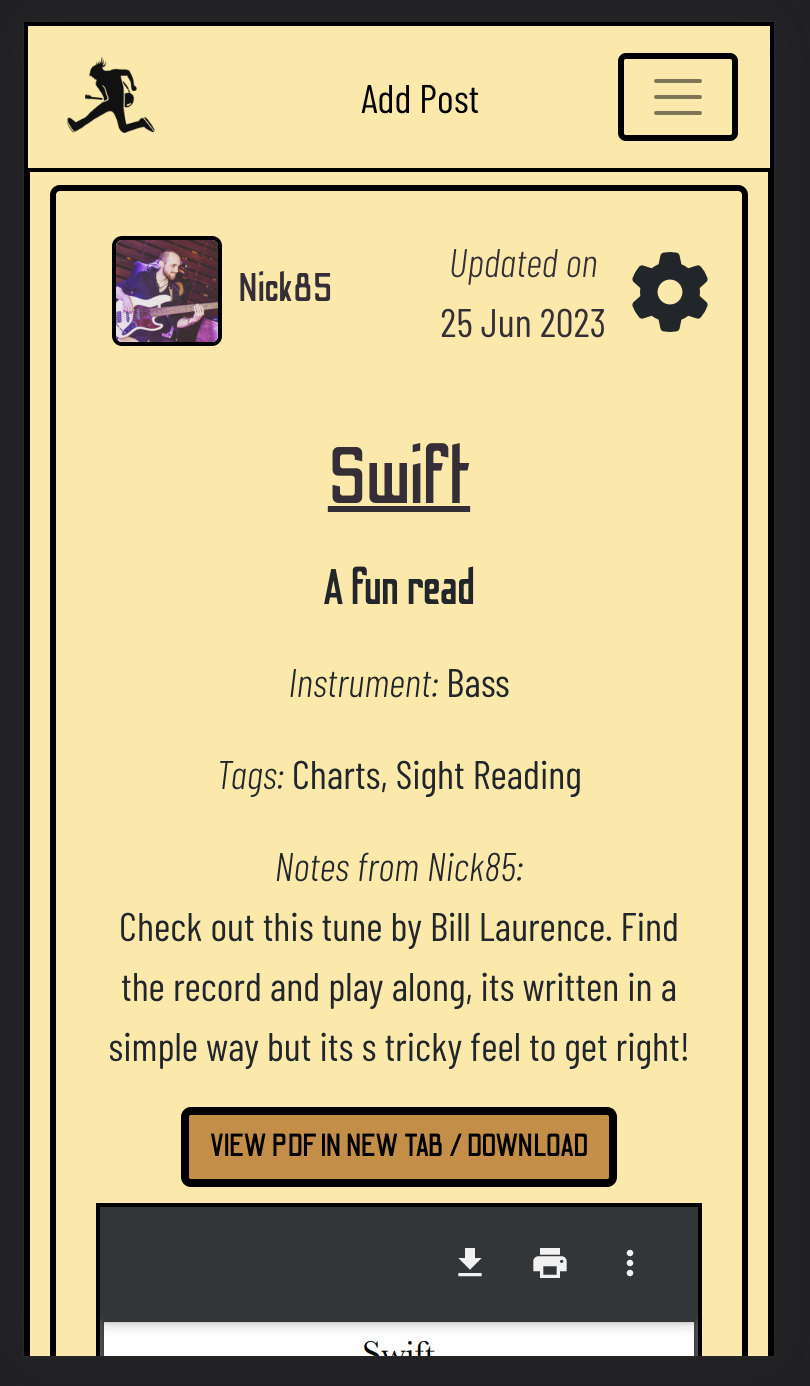 Add Post
Nick85
Updated on
25 Jun 2023
Swift
A fun read
Instrument: Bass
Tags: Charts, Sight Reading
Notes from Nick85:
Check out this tune by Bill Laurence. Find
the record and play along, its written in a
simple way but its s tricky feel to get right!
VIEW PDF IN NEW TAB / DOWNLOAD
Swift